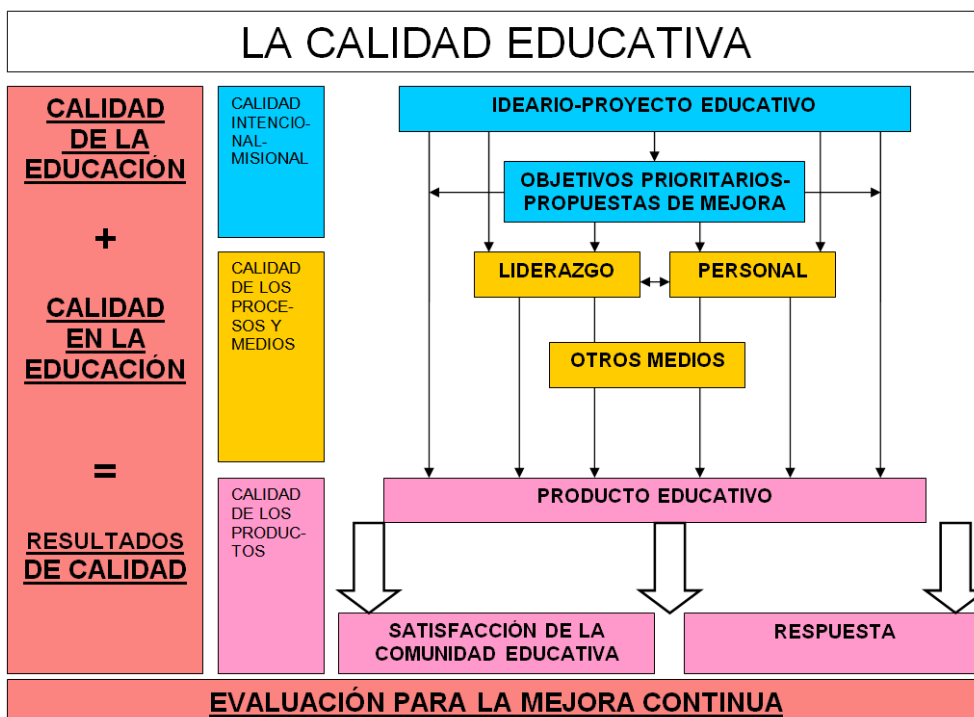 LA CALIDAD EDUCATIVA
CALIDAD
DE LA
EDUCACIÓN
+
CALIDAD
EN LA
EDUCACIÓN
=
RESULTADOS
DE CALIDAD
CALIDAD
INTENCIO-
NAL-
MISIONAL
CALIDAD
DE LOS
PROCE-
SOS Y
MEDIOS
CALIDAD
DE LOS
PRODUC-
TOS
IDEARIO-PROYECTO EDUCATIVO
OBJETIVOS PRIORITARIOS-
PROPUESTAS DE MEJORA
LIDERAZGO
PERSONAL
OTROS MEDIOS
PRODUCTO EDUCATIVO
SATISFACCIÓN DE LA
COMUNIDAD EDUCATIVA
RESPUESTA
EVALUACIÓN PARA LA MEJORA CONTINUA